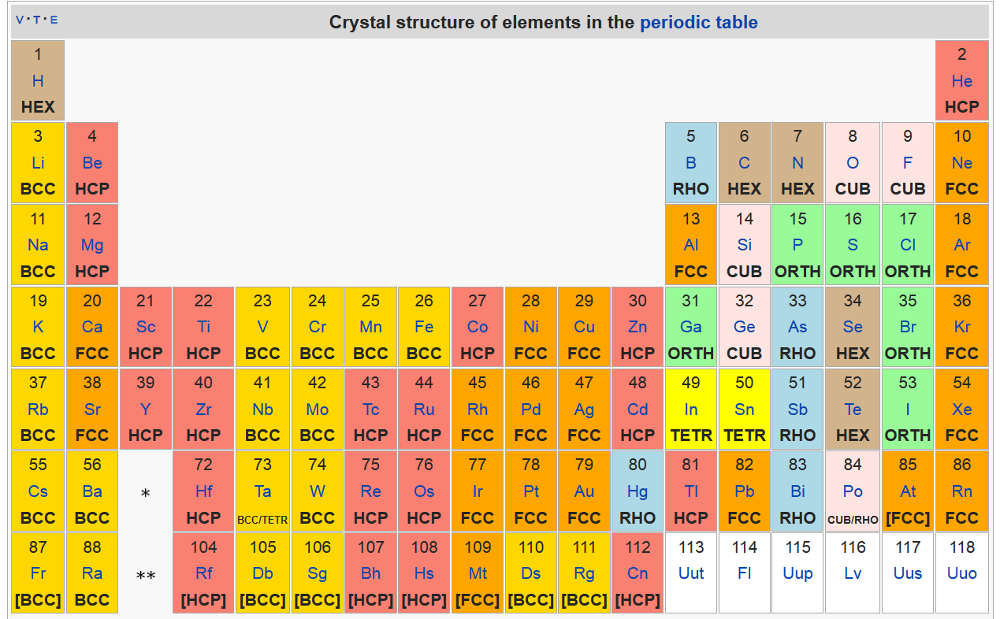 V·T·E Crystal structure of elements in the periodic table
1 2
H He
HEX HCP
3 4 5 6 7 8 9 10
Li Be B C N O F Ne
BCC HCP RHO HEX HEX CUB CUB FCC
11 12 13 14 15 16 17 18
Na Mg Al Si P S Cl Ar
BCC HCP FCC CUB ORTH ORTH ORTH FCC
19 20 21 22 23 24 25 26 27 28 29 30 31 32 33 34 35 36
K Ca Sc Ti V Cr Mn Fe Co Ni Cu Zn Ga Ge As Se Br Kr
BCC FCC HCP HCP BCC BCC BCC BCC HCP FCC FCC HCP ORTH CUB RHO HEX ORTH FCC
37 38 39 40 41 42 43 44 45 46 47 48 49 50 51 52 53 54
Rb Sr Y Zr Nb Mo Tc Ru Rh Pd Ag Cd In Sn Sb Te I Xe
BCC FCC HCP HCP BCC BCC HCP HCP FCC FCC FCC HCP TETR TETR RHO HEX ORTH FCC
55 56 72 73 74 75 76 77 78 79 80 81 82 83 84 85 86
Cs Ba * Hf Ta W Re Os Ir Pt Au Hg Tl Pb Bi Po At Rn
BCC BCC HCP BCC/TETR BCC HCP HCP FCC FCC FCC RHO HCP FCC RHO CUB/RHO [FCC] FCC
87 88 104 105 106 107 108 109 110 111 112 113 114 115 116 117 118
Fr Ra ** Rf Db Sg Bh Hs Mt Ds Rg Cn Uut Fl Uup Lv Uus Uuo
[BCC] BCC [HCP] [BCC] [BCC] [HCP] [HCP] [FCC] [BCC] [BCC] [HCP]